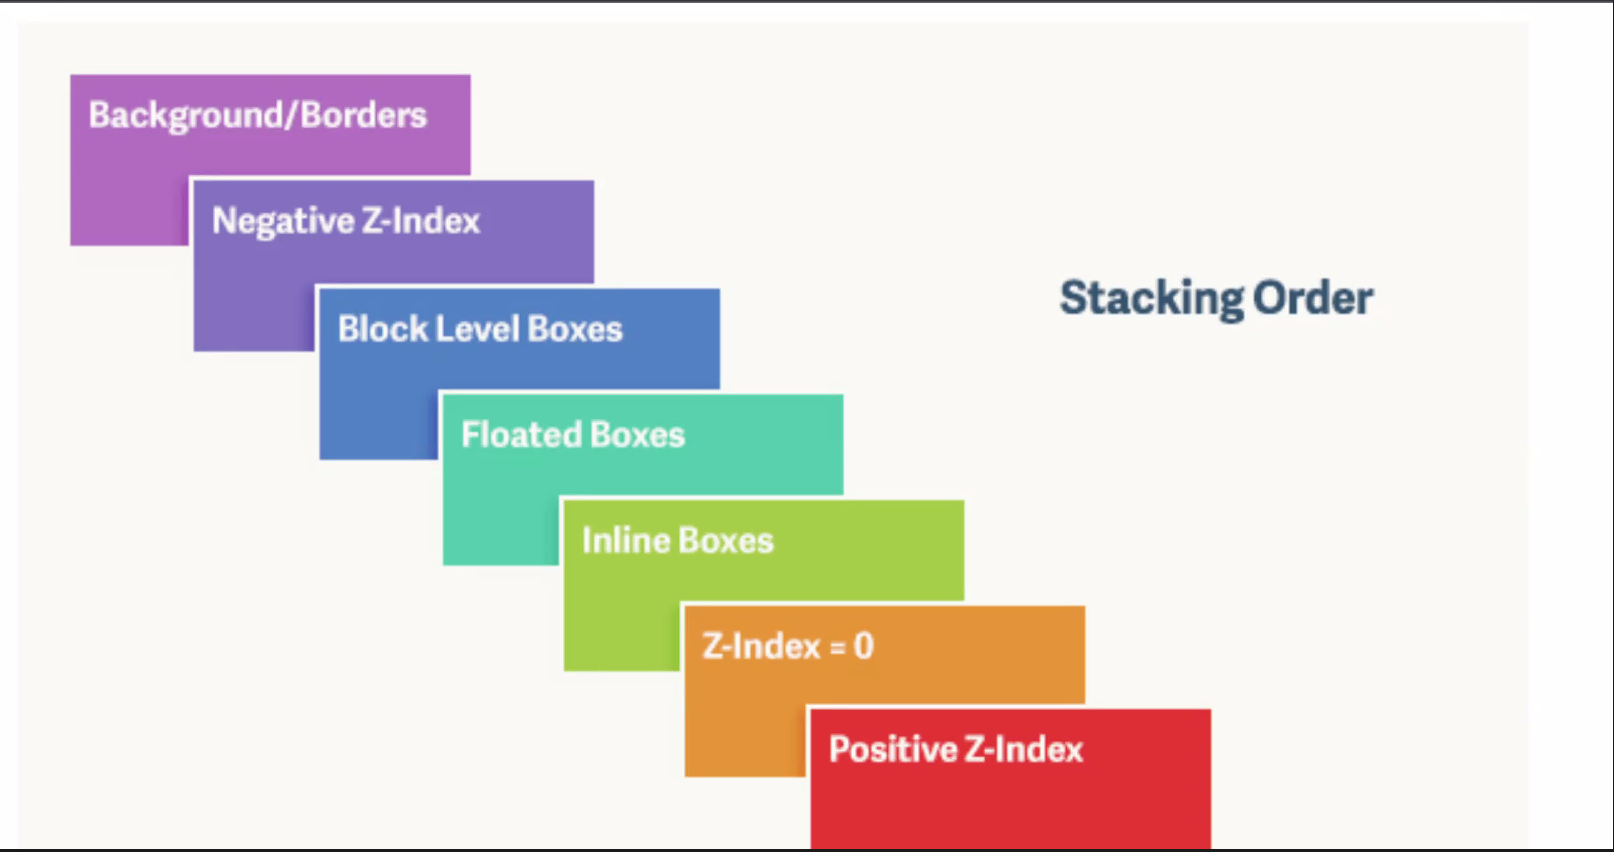 Background/Borders
Negative Z-Index
Block Level Boxes
Stacking Order
Floated Boxes
Inline Boxes
Z-Index = 0
Positive Z-Index